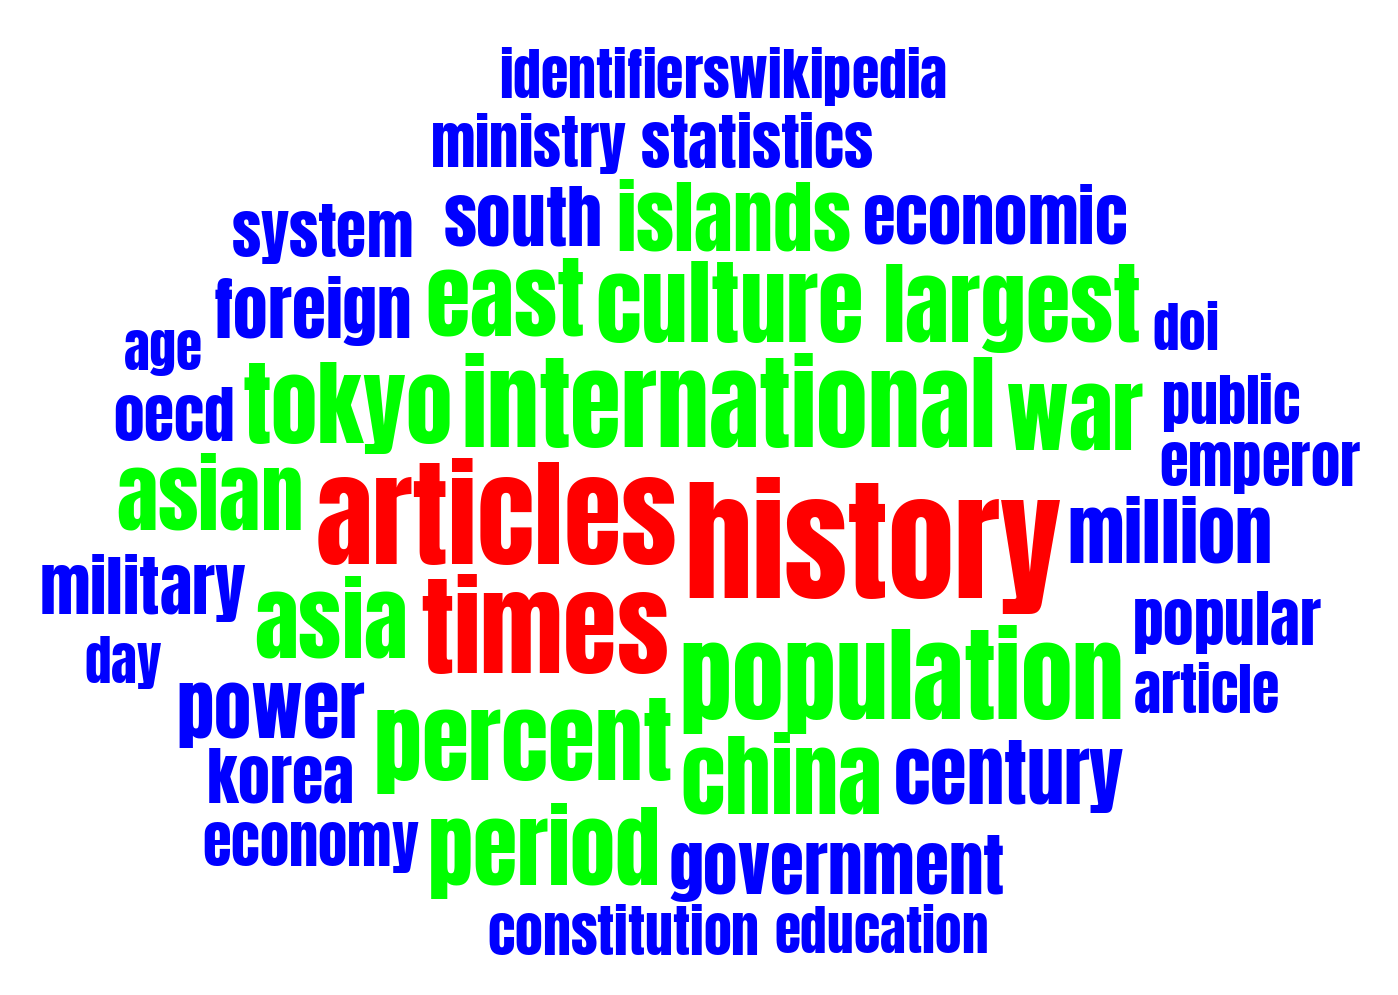 identifierswikipedia
ministry statistics
system south islands economic
foreign east culture largest doi
age
oecd tokyo international war public
emperor
asian articles history million
military asia times popular
day population article
power percent
korea china century
economy period government
constitution education